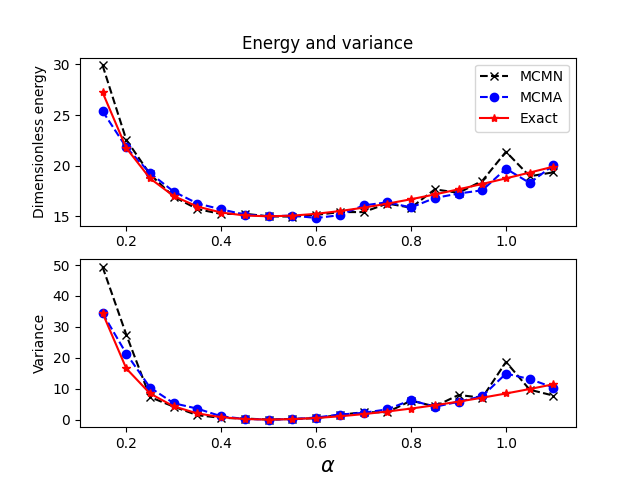 Energy and variance
Dimensionless energy
30
25
20
15
MCMN
MCMA
Exact
0.2 0.4 0.6 0.8 1.0
Variance
50
40
30
20
10
0
0.2 0.4 0.6 0.8 1.0
α